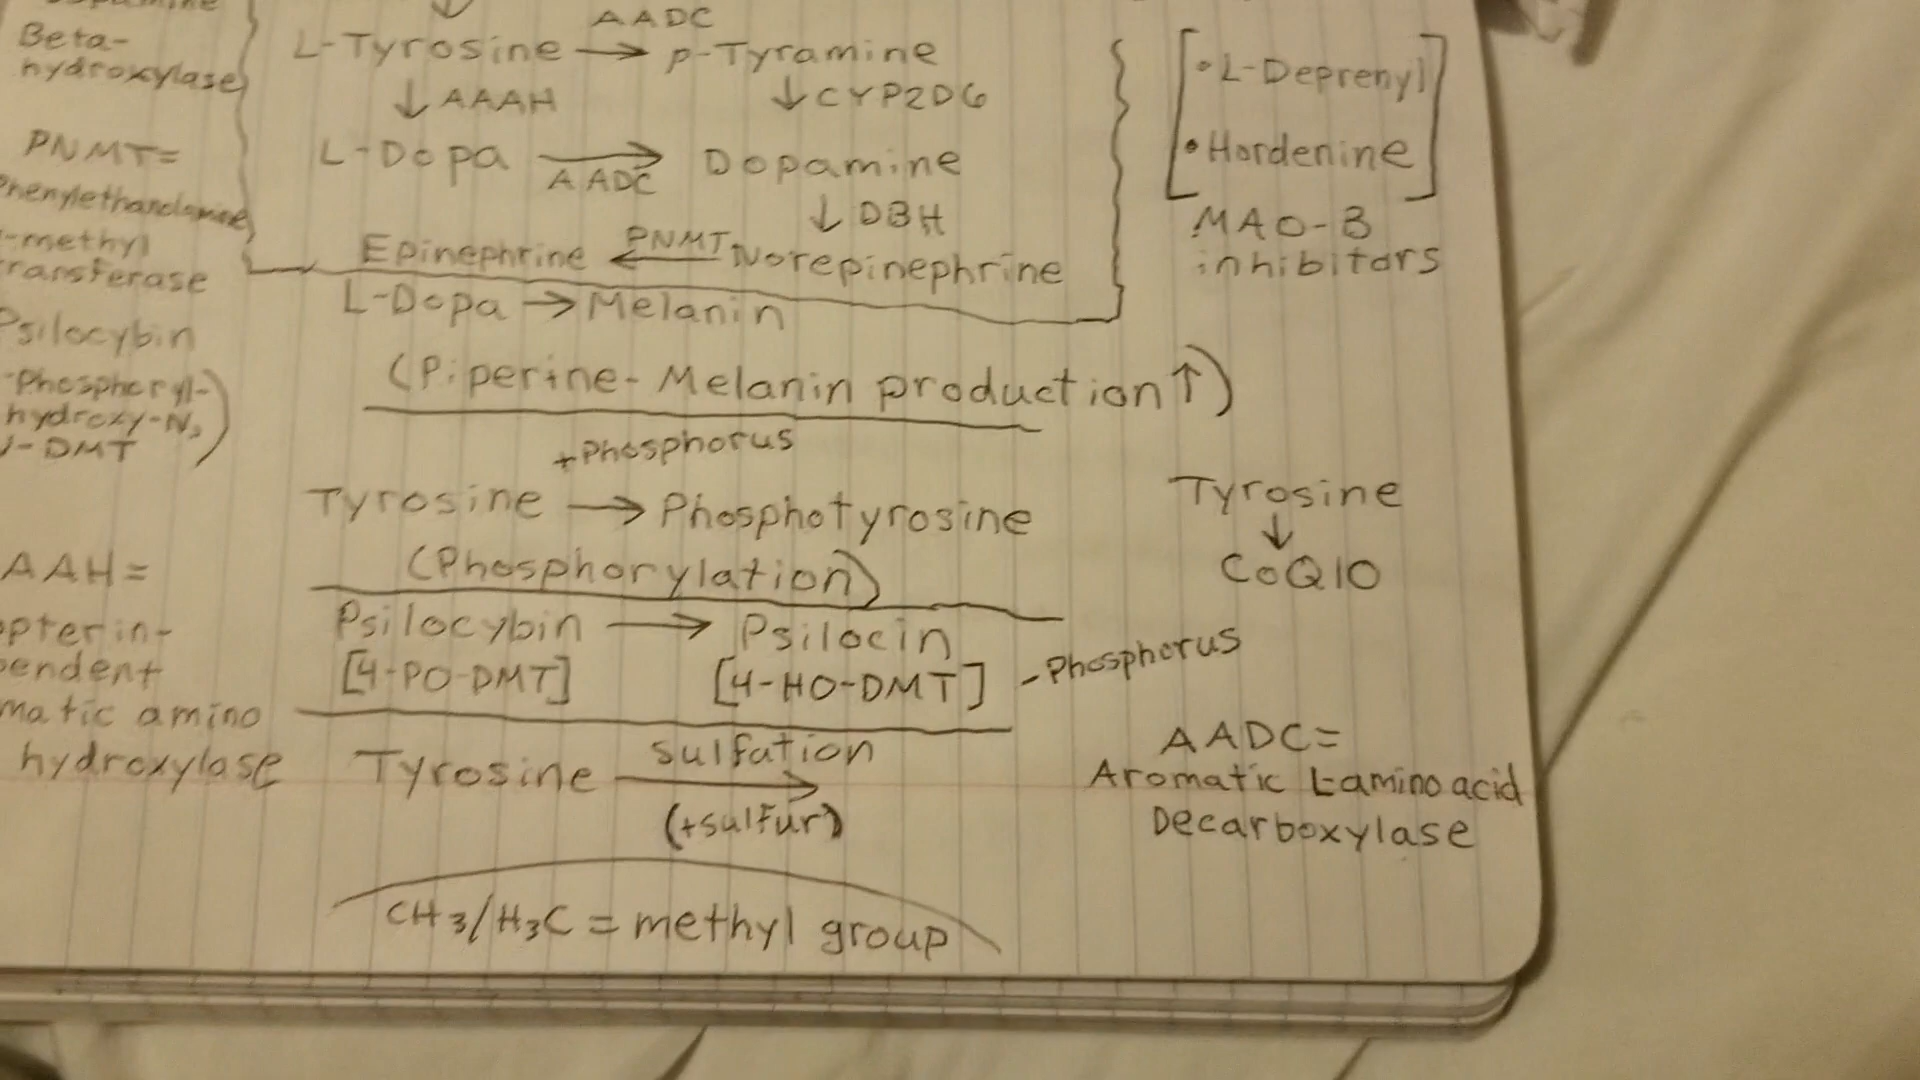 Beta-
hydroxylase
PNMT=
Phenylethanolamine
-methyl
transferase
Psilocybin
-Phosphoryl-
hydroxy-N,
-DMT
AAH=
pterin-
pendent
matic amino
hydroxylase
AADC
L-Tyrosine → p-Tyramine
↓ AAAH ↓ CYP2D6
L-Dopa → Dopamine
AADC
↓ DBH
Epinephrine ← PNMT Norepinephrine
L-Dopa → Melanin
(Piperine- Melanin production ↑)
+Phosphorus
Tyrosine → Phosphotyrosine
(Phosphorylation)
Psilocybin → Psilocin
[4-PO-DMT] [4-HO-DMT] -Phosphorus
Tyrosine sulfation →
(+sulfur)
CH3/H3C = methyl group
[• L-Deprenyl
• Hordenine]
MAO-B
inhibitors
Tyrosine
↓
CoQ10
AADC=
Aromatic L-amino acid
Decarboxylase